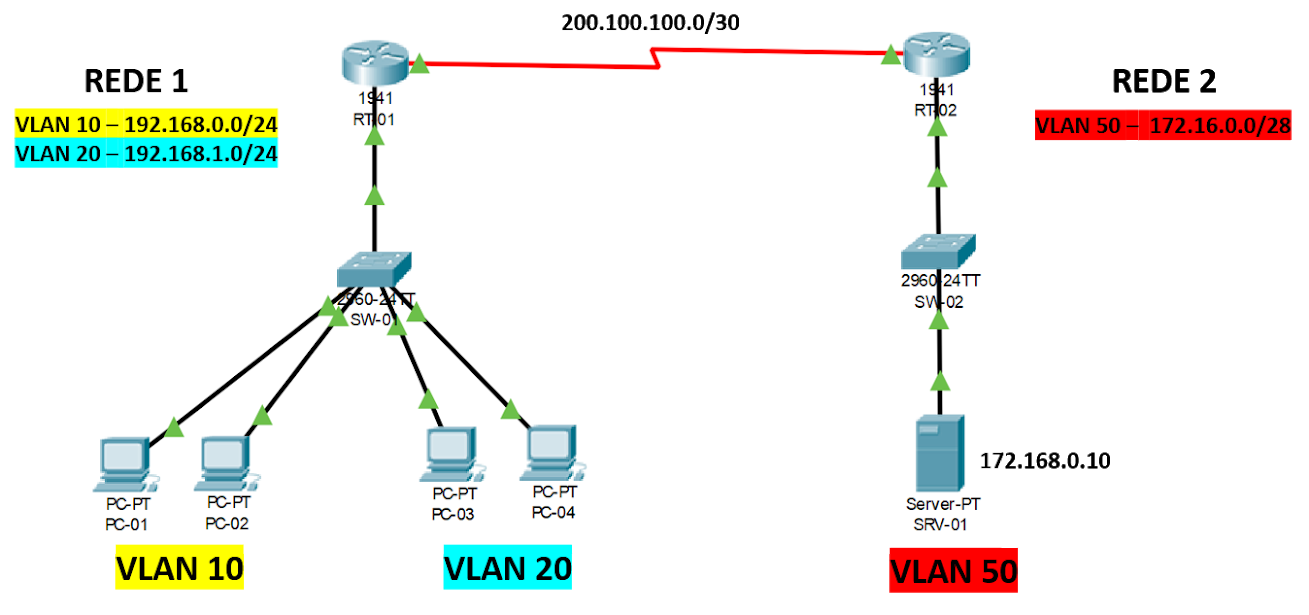 200.100.100.0/30
REDE 1
VLAN 10 – 192.168.0.0/24
VLAN 20 – 192.168.1.0/24
1941
RT-01
1941
RT-02
REDE 2
VLAN 50 – 172.16.0.0/28
2960-24TT
SW-01
2960-24TT
SW-02
PC-PT
PC-01
PC-PT
PC-02
PC-PT
PC-03
PC-PT
PC-04
172.168.0.10
Server-PT
SRV-01
VLAN 10
VLAN 20
VLAN 50